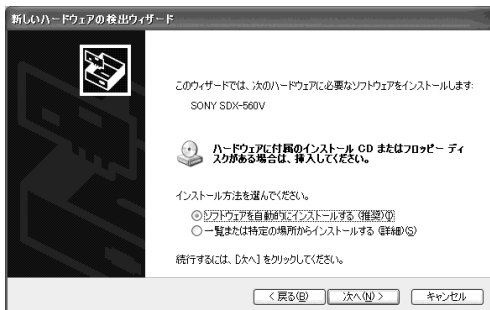 新しいハードウェアの検出ウィザード
このウィザードでは、次のハードウェアに必要なソフトウェアをインストールします:
SONY SDX-560V
ハードウェアに付属のインストール CD またはフロッピー ディ
スクがある場合は、挿入してください。
インストール方法を選んでください。
ソフトウェアを自動的にインストールする (推奨)(I)
一覧または特定の場所からインストールする (詳細)(S)
続行するには、[次へ] をクリックしてください。
< 戻る(B)
次へ(N) >
キャンセル